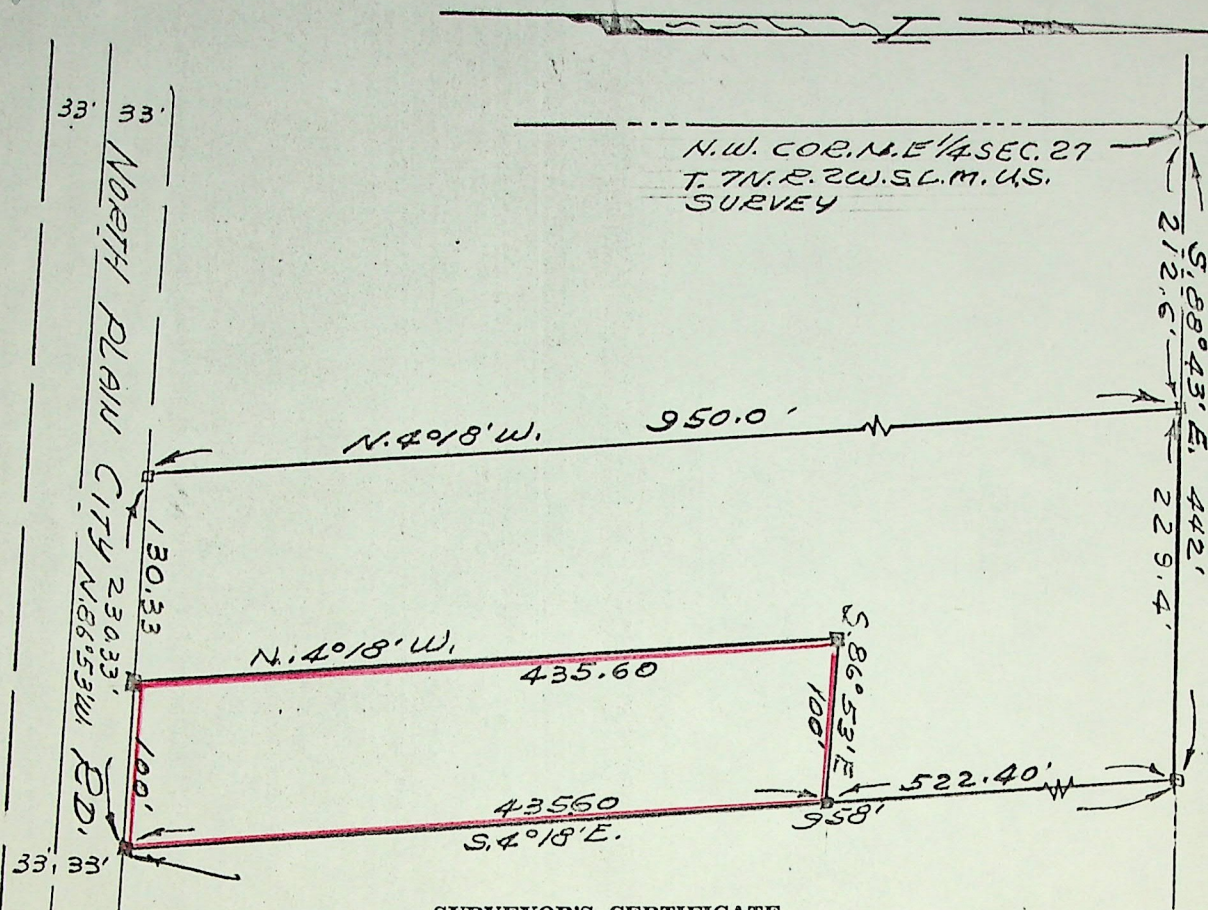 33' 33'
NORTH PLAIN CITY RD.
N.W. COR. N.E 1/4 SEC. 27
T. 7N. R. 2W. S.L.M. U.S.
SURVEY
S. 88° 43' E. 442'
212.6'
229.4'
N. 4° 18' W. 950.0'
130.33
230.33'
N. 86° 53' W.
N. 4° 18' W.
435.60
S. 86° 53' E
100'
100'
435.60
S. 4° 18' E.
522.40'
958'
33' 33'
SURVEYOR'S CERTIFICATE